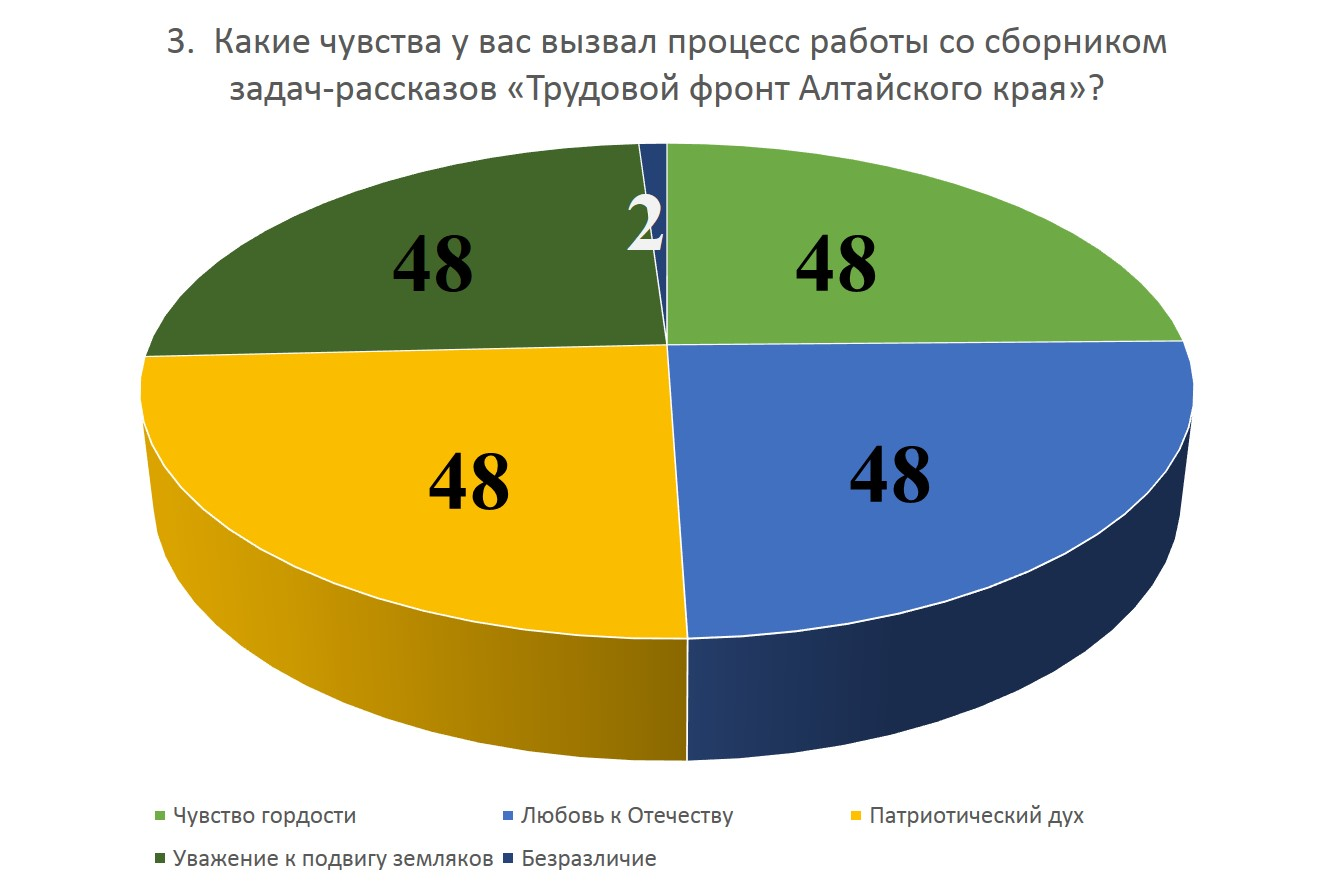 3. Какие чувства у вас вызвал процесс работы со сборником
задач-рассказов «Трудовой фронт Алтайского края»?
2
48
48
48
48
Чувство гордости
Любовь к Отечеству
Патриотический дух
Уважение к подвигу земляков
Безразличие